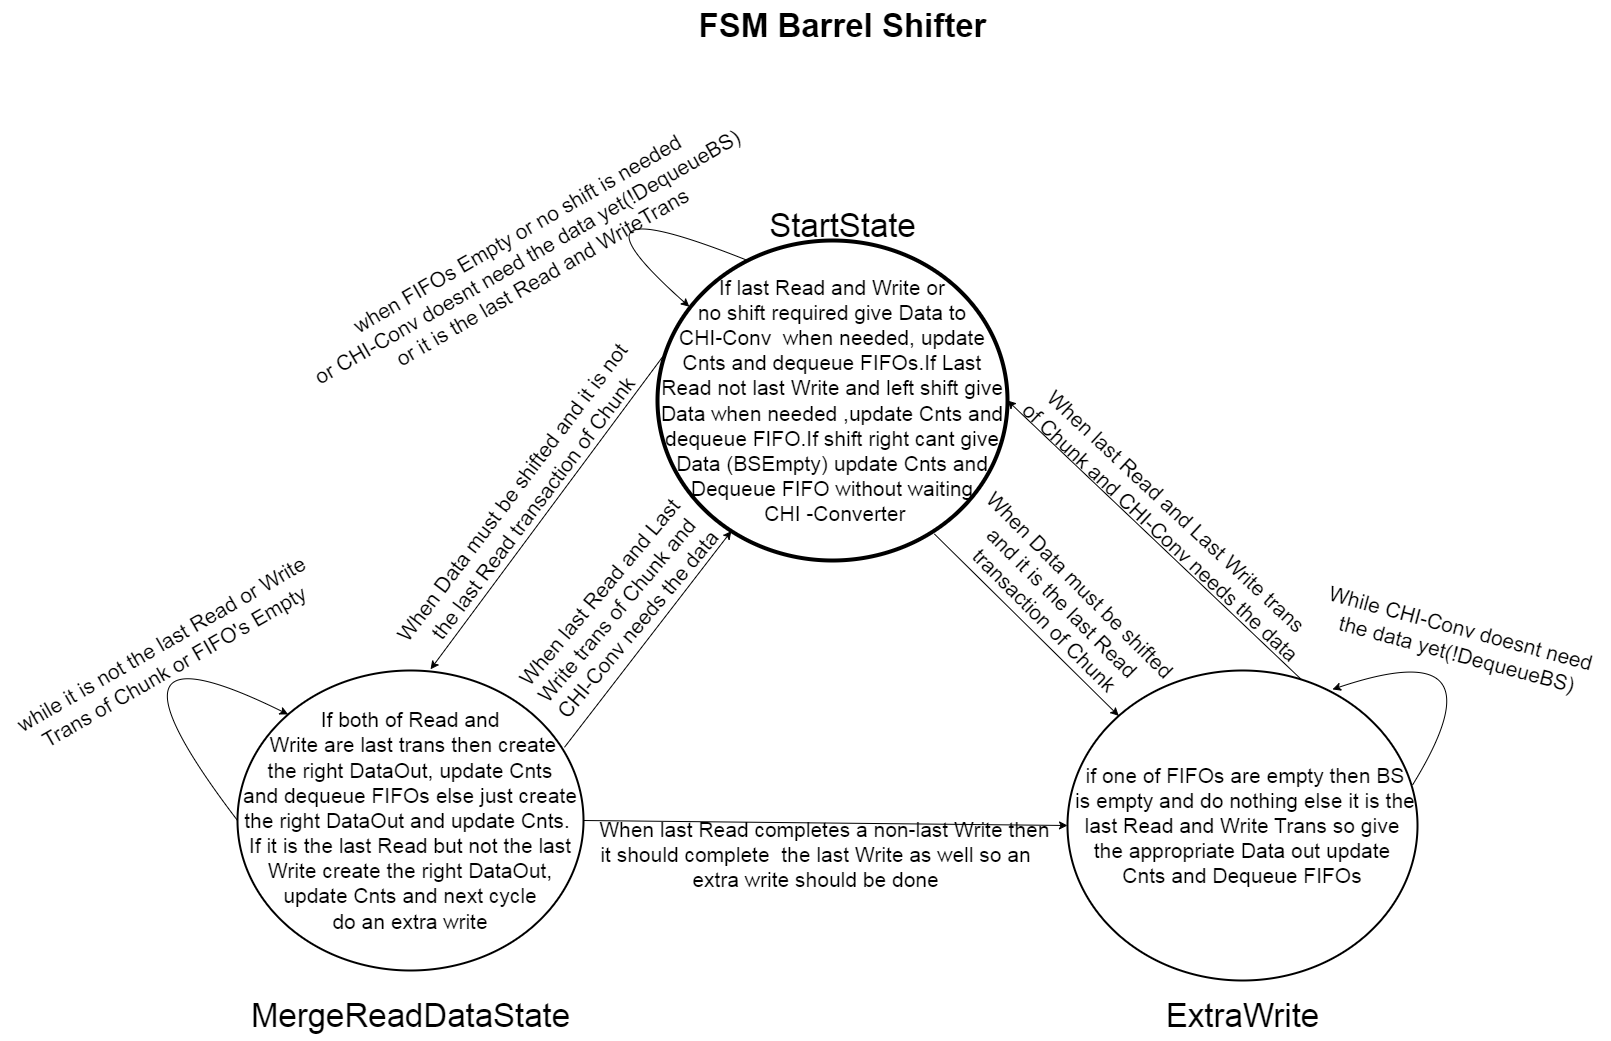 FSM Barrel Shifter
when FIFOs Empty or no shift is needed
or CHI-Conv doesnt need the data yet(!DequeueBS)
or it is the last Read and WriteTrans
StartState
If last Read and Write or
no shift required give Data to
CHI-Conv when needed, update
Cnts and dequeue FIFOs.If Last
Read not last Write and left shift give
Data when needed ,update Cnts and
dequeue FIFO.If shift right cant give
Data (BSEmpty) update Cnts and
Dequeue FIFO without waiting
CHI -Converter
When Data must be shifted and it is not
the last Read transaction of Chunk
When last Read and Last
Write trans of Chunk and
CHI-Conv needs the data
When Data must be shifted
and it is the last Read
transaction of Chunk
When last Read and Last Write trans
of Chunk and CHI-Conv needs the data
while it is not the last Read or Write
Trans of Chunk or FIFO's Empty
While CHI-Conv doesnt need
the data yet(!DequeueBS)
If both of Read and
Write are last trans then create
the right DataOut, update Cnts
and dequeue FIFOs else just create
the right DataOut and update Cnts.
If it is the last Read but not the last
Write create the right DataOut,
update Cnts and next cycle
do an extra write
When last Read completes a non-last Write then
it should complete the last Write as well so an
extra write should be done
if one of FIFOs are empty then BS
is empty and do nothing else it is the
last Read and Write Trans so give
the appropriate Data out update
Cnts and Dequeue FIFOs
MergeReadDataState
ExtraWrite